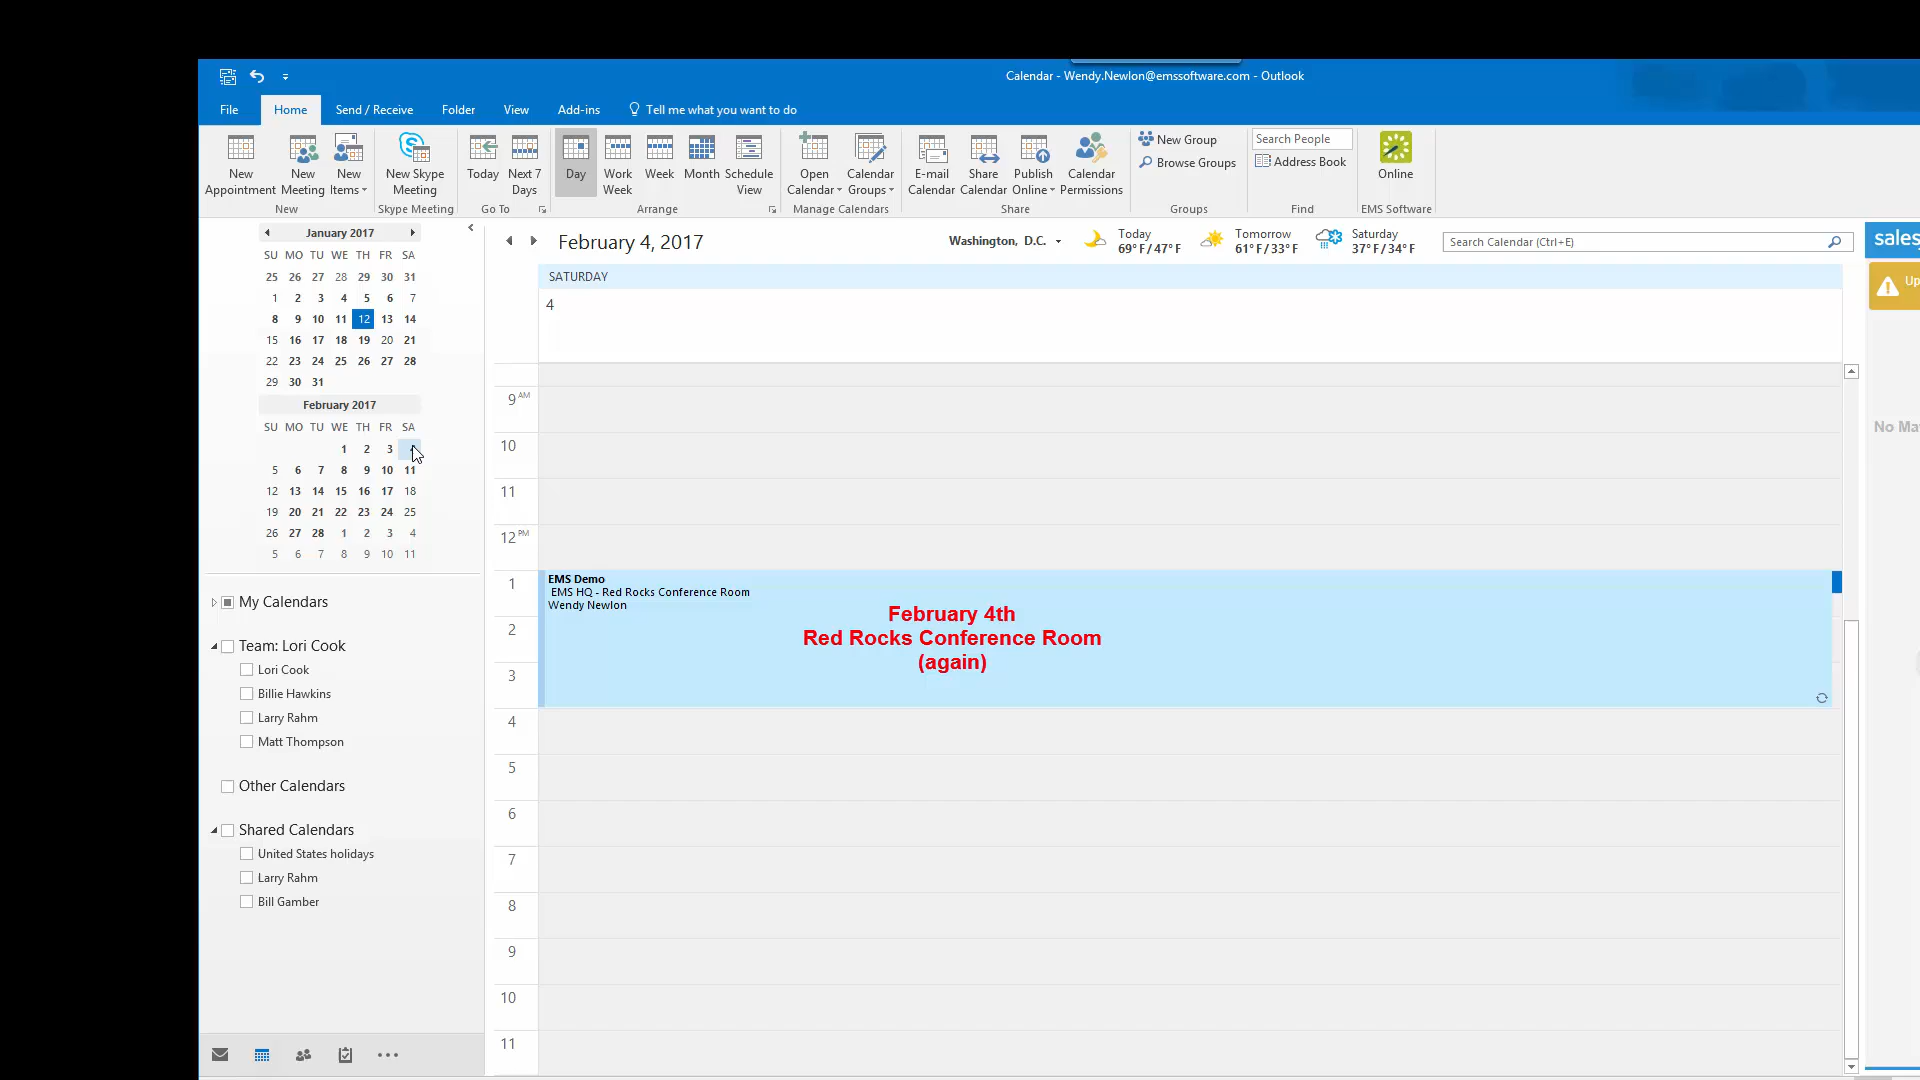 Calendar - Wendy.Newlon@emssoftware.com - Outlook
File Home Send / Receive Folder View Add-ins Tell me what you want to do
New Appointment
New Meeting
New Items
New Skype Meeting
Today
Next 7 Days
Day
Work Week
Week
Month
Schedule View
Open Calendar
Calendar Groups
E-mail Calendar
Share Calendar
Publish Online
Calendar Permissions
New Group
Browse Groups
Search People
Address Book
Online
New Skype Meeting Go To Arrange Manage Calendars Share Groups Find EMS Software
January 2017
SU MO TU WE TH FR SA
25 26 27 28 29 30 31
1 2 3 4 5 6 7
8 9 10 11 12 13 14
15 16 17 18 19 20 21
22 23 24 25 26 27 28
29 30 31
February 2017
SU MO TU WE TH FR SA
1 2 3
5 6 7 8 9 10 11
12 13 14 15 16 17 18
19 20 21 22 23 24 25
26 27 28 1 2 3 4
5 6 7 8 9 10 11
My Calendars
Team: Lori Cook
Lori Cook
Billie Hawkins
Larry Rahm
Matt Thompson
Other Calendars
Shared Calendars
United States holidays
Larry Rahm
Bill Gamber
February 4, 2017
Washington, D.C.
Today
69°F/47°F
Tomorrow
61°F/33°F
Saturday
37°F/34°F
Search Calendar (Ctrl+E)
SATURDAY
4
9 AM
10
11
12 PM
1
2
3
4
5
6
7
8
9
10
11
EMS Demo
EMS HQ - Red Rocks Conference Room
Wendy Newlon
February 4th
Red Rocks Conference Room
(again)
sales
Up
No Ma